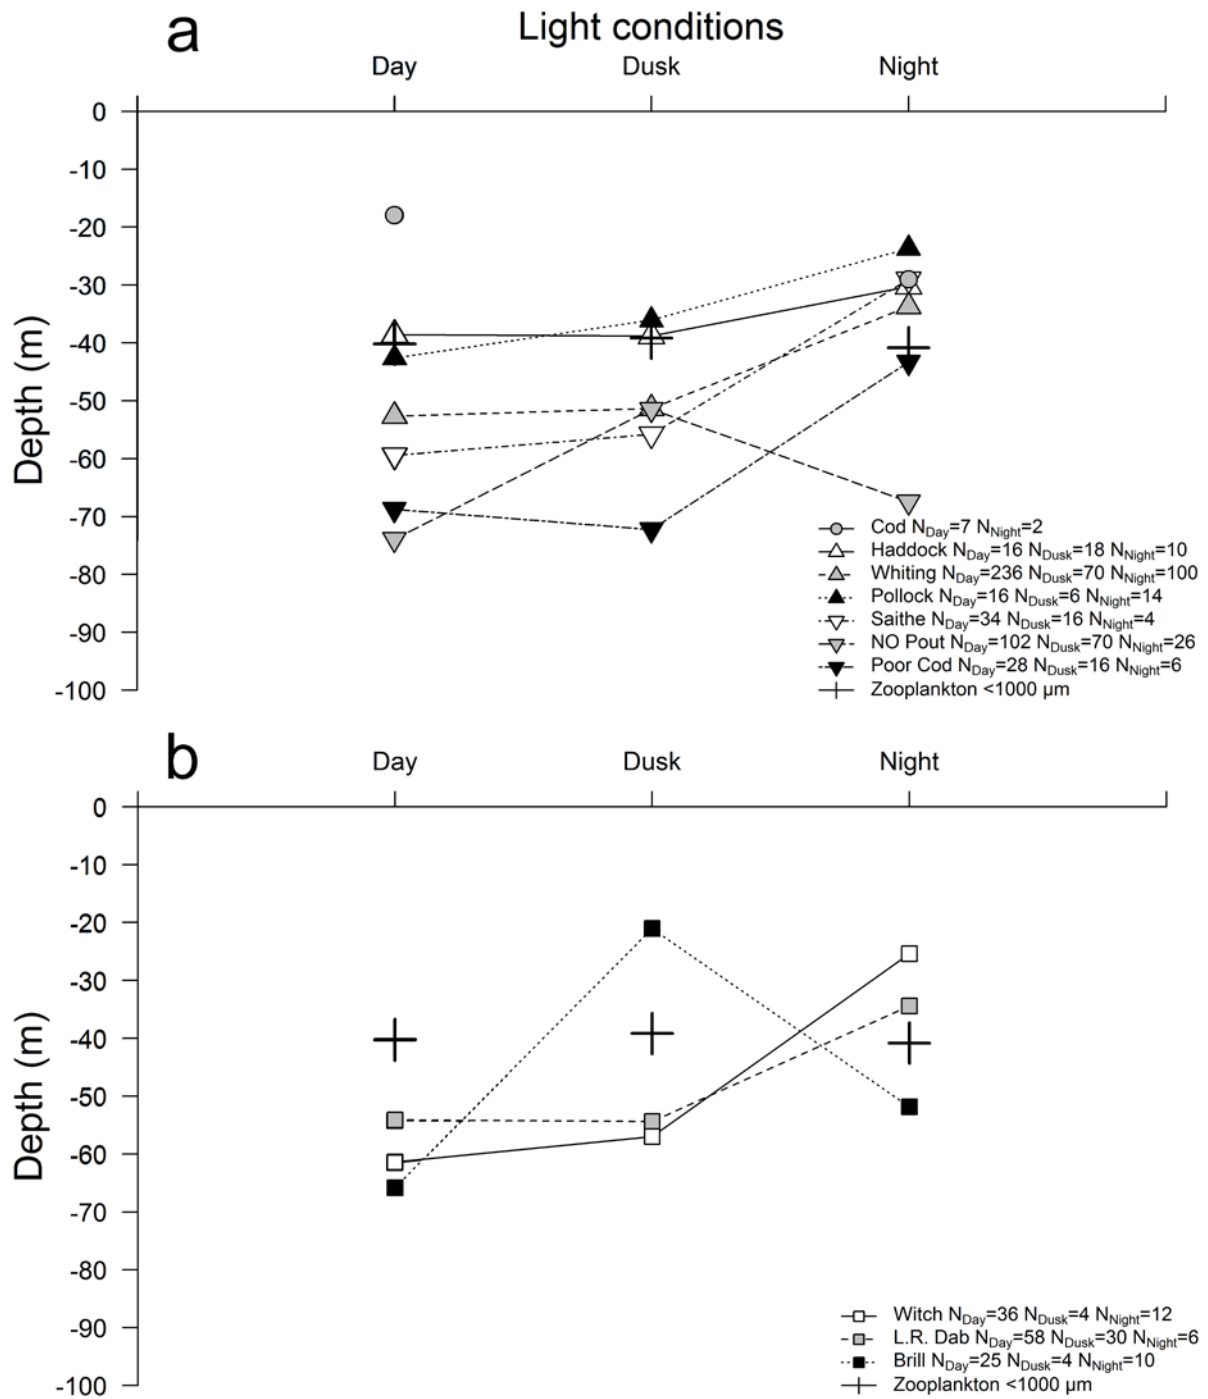 a
Light conditions
Day Dusk Night
0
-10
-20
-30
-40
-50
-60
-70
-80
-90
-100
Depth (m)
Cod NDay=7 NNight=2
Haddock NDay=16 NDusk=18 NNight=10
Whiting NDay=236 NDusk=70 NNight=100
Pollock NDay=16 NDusk=6 NNight=14
Saithe NDay=34 NDusk=16 NNight=4
NO Pout NDay=102 NDusk=70 NNight=26
Poor Cod NDay=28 NDusk=16 NNight=6
Zooplankton <1000 µm
b
Day Dusk Night
0
-10
-20
-30
-40
-50
-60
-70
-80
-90
-100
Depth (m)
Witch NDay=36 NDusk=4 NNight=12
L.R. Dab NDay=58 NDusk=30 NNight=6
Brill NDay=25 NDusk=4 NNight=10
Zooplankton <1000 µm